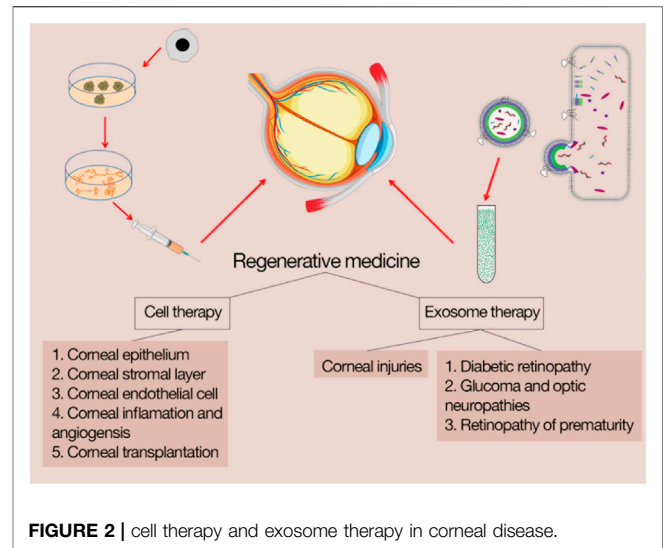 Regenerative medicine
Cell therapy
Exosome therapy
1. Corneal epithelium
2. Corneal stromal layer
3. Corneal endothelial cell
4. Corneal inflamation and
angiogensis
5. Corneal transplantation
Corneal injuries
1. Diabetic retinopathy
2. Glucoma and optic
neuropathies
3. Retinopathy of prematurity
FIGURE 2 | cell therapy and exosome therapy in corneal disease.